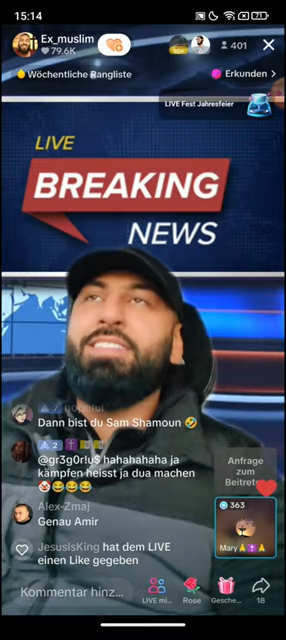 15:14
71
Ex_muslim
79.6K
401
Wöchentliche Rangliste
Erkunden >
LIVE Fest Jahresfeier
LIVE
BREAKING
NEWS
Dann bist du Sam Shamoun 🤣
2
@gr3g0r!u$ hahahahaha ja
kämpfen heisst ja dua machen
🤡😂😂😂
Alex-Zmaj
Genau Amir
JesusIsKing hat dem LIVE
einen Like gegeben
Anfrage
zum
363
Mary🙏✝️🙏
Kommentar hinz...
LIVE mi...
Rose
Gesche...
18